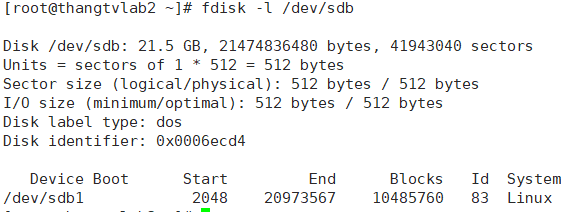 [root@thangtvlab2 ~]# fdisk -l /dev/sdb
Disk /dev/sdb: 21.5 GB, 21474836480 bytes, 41943040 sectors
Units = sectors of 1 * 512 = 512 bytes
Sector size (logical/physical): 512 bytes / 512 bytes
I/O size (minimum/optimal): 512 bytes / 512 bytes
Disk label type: dos
Disk identifier: 0x0006ecd4
Device Boot Start End Blocks Id System
/dev/sdb1 2048 20973567 10485760 83 Linux